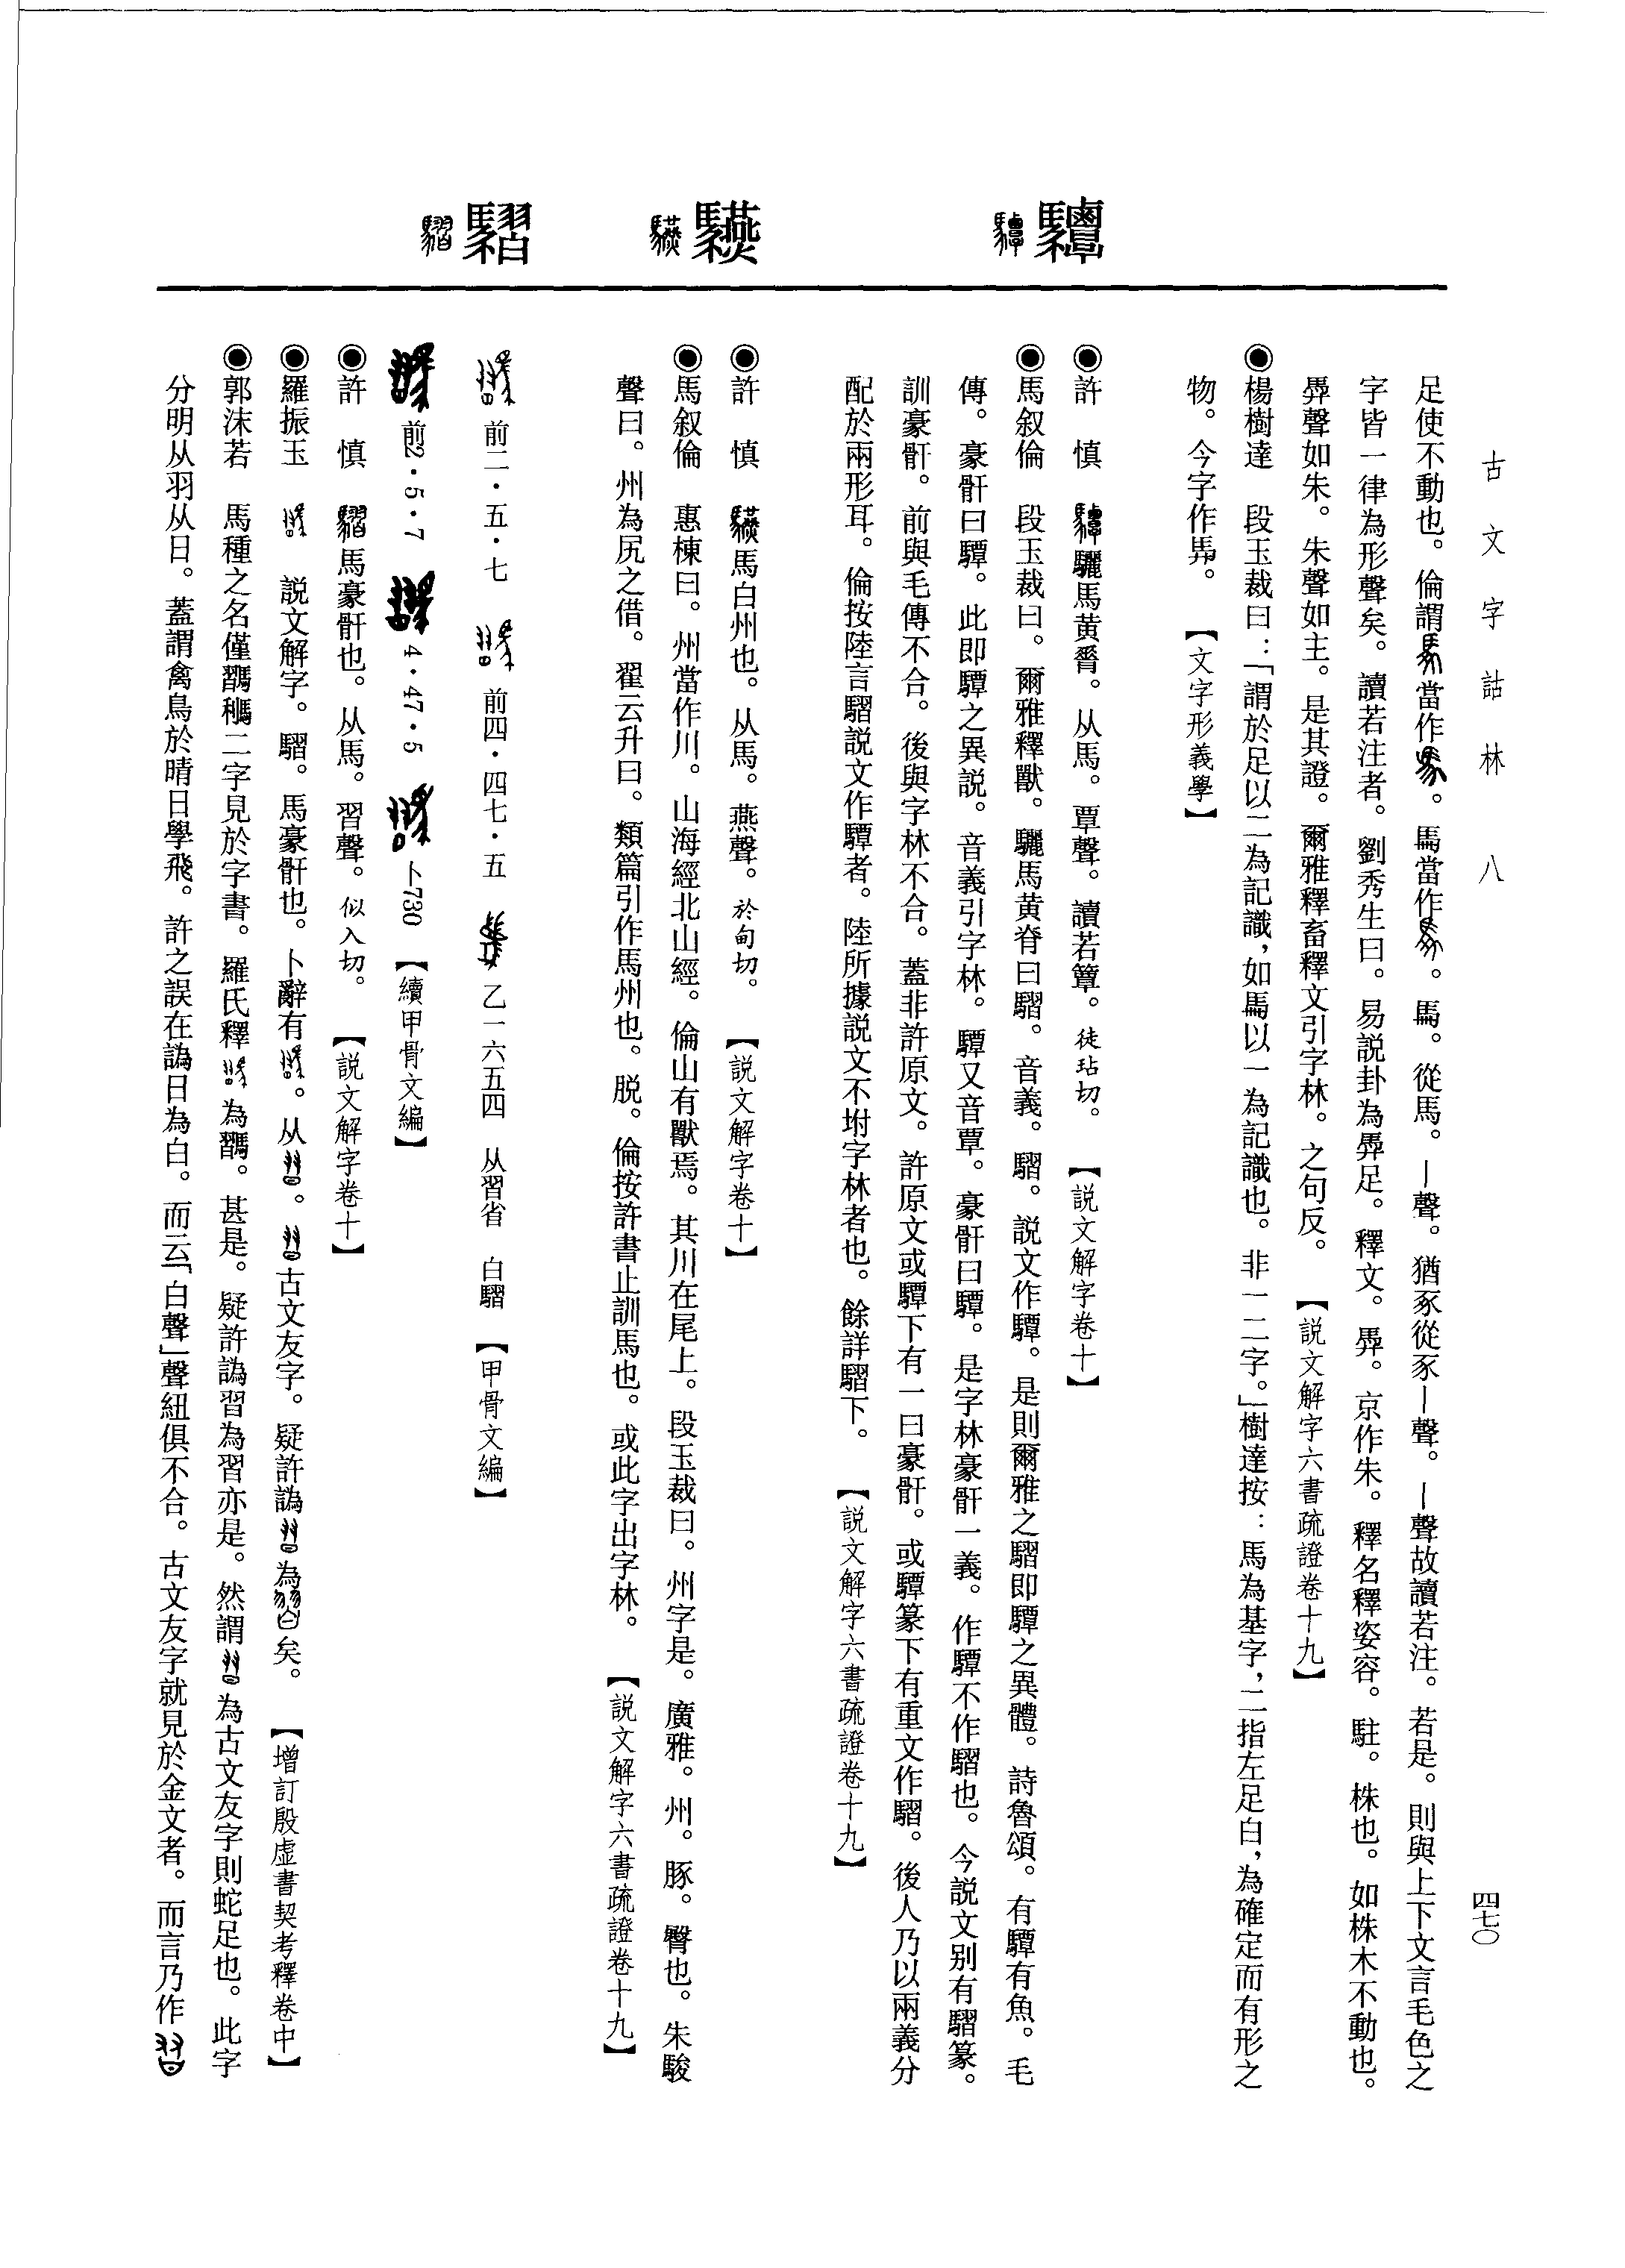 古文字詁林　八
四七〇
足使不動也。倫謂當作。馬當作。馬。從馬。丨聲。猶豕從豕丨聲。丨聲故讀若注。若是。則與上下文言毛色之
字皆一律為形聲矣。讀若注者。劉秀生曰。易説卦為馵足。釋文。馵。京作朱。釋名釋姿容。駐。株也。如株木不動也。
馵聲如朱。朱聲如主。是其證。爾雅釋畜釋文引字林。之句反。【説文解字六書疏證卷十九】
◉楊樹達　段玉裁曰：「謂於足以二為記識，如馬以一為記識也。非一二字。」樹達按：馬為基字，二指左足白，為確定而有形之
物。今字作馵。【文字形義學】
驔
◉許　慎　驔驪馬黄脊。从馬。覃聲。讀若簟。徒玷切。【説文解字卷十】
◉馬叙倫　段玉裁曰。爾雅釋獸。驪馬黄脊曰騽。音義。騽。説文作驔。是則爾雅之騽即驔之異體。詩魯頌。有驔有魚。毛
傳。豪骭曰驔。此即驔之異説。音義引字林。驔又音覃。豪骭曰驔。是字林豪骭一義。作驔不作騽也。今説文别有騽篆。
訓豪骭。前與毛傳不合。後與字林不合。蓋非許原文。許原文或驔下有一曰豪骭。或驔篆下有重文作騽。後人乃以兩義分
配於兩形耳。倫按陸言騽説文作驔者。陸所據説文不坿字林者也。餘詳騽下。【説文解字六書疏證卷十九】
驠
◉許　慎　驠馬白州也。从馬。燕聲。於甸切。【説文解字卷十】
◉馬叙倫　惠棟曰。州當作川。山海經北山經。倫山有獸焉。其川在尾上。段玉裁曰。州字是。廣雅。州。豚。臀也。朱駿
聲曰。州為尻之借。翟云升曰。類篇引作馬州也。脱。倫按許書止訓馬也。或此字出字林。【説文解字六書疏證卷十九】
騽
前二・五・七　前四・四七・五　乙一六五四　从習省　白騽　【甲骨文編】
前2・5・7　4・47・5　卜730　【續甲骨文編】
◉許　慎　騽馬豪骭也。从馬。習聲。似入切。【説文解字卷十】
◉羅振玉　説文解字。騽。馬豪骭也。卜辭有。从。古文友字。疑許譌為矣。【增訂殷虚書契考釋卷中】
◉郭沫若　馬種之名僅二字見於字書。羅氏釋為騽。甚是。疑許譌習為習亦是。然謂為古文友字則蛇足也。此字
分明从羽从日。蓋謂禽鳥於晴日學飛。許之誤在譌日為白。而云「白聲」聲紐俱不合。古文友字就見於金文者。而言乃作